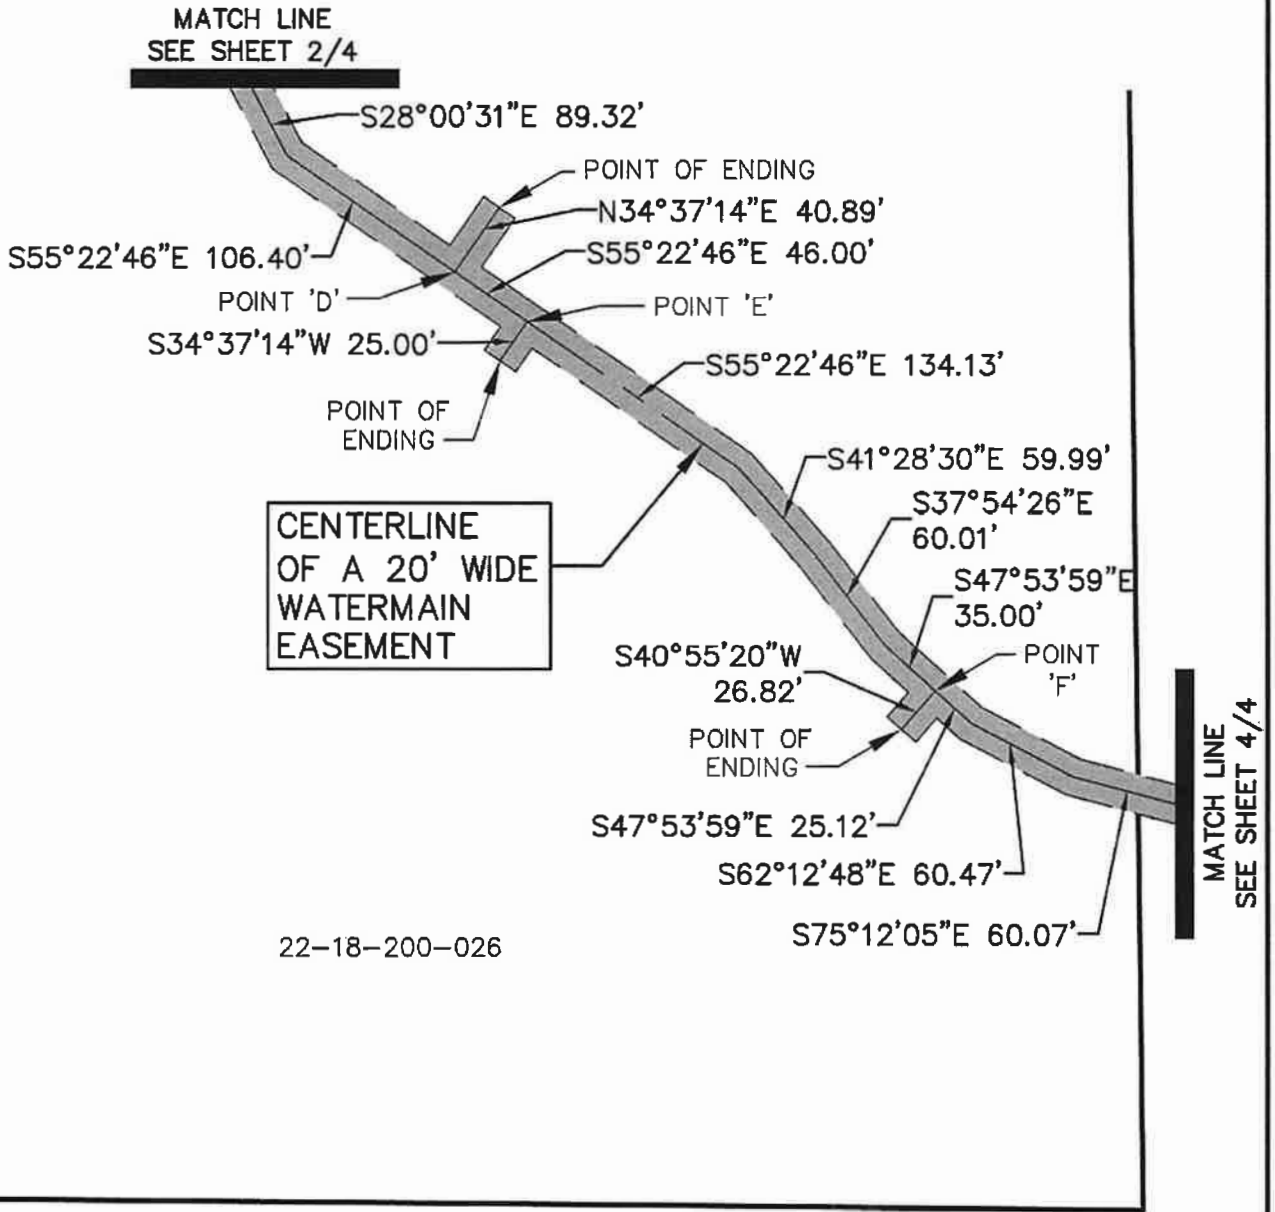 MATCH LINE
SEE SHEET 2/4
S28°00'31"E 89.32'
POINT OF ENDING
N34°37'14"E 40.89'
S55°22'46"E 106.40'
S55°22'46"E 46.00'
POINT 'D'
POINT 'E'
S34°37'14"W 25.00'
S55°22'46"E 134.13'
POINT OF
ENDING
S41°28'30"E 59.99'
S37°54'26"E
60.01'
CENTERLINE
OF A 20' WIDE
WATERMAIN
EASEMENT
S47°53'59"E
35.00'
S40°55'20"W
26.82'
POINT
'F'
POINT OF
ENDING
MATCH LINE
SEE SHEET 4/4
S47°53'59"E 25.12'
S62°12'48"E 60.47'
S75°12'05"E 60.07'
22-18-200-026